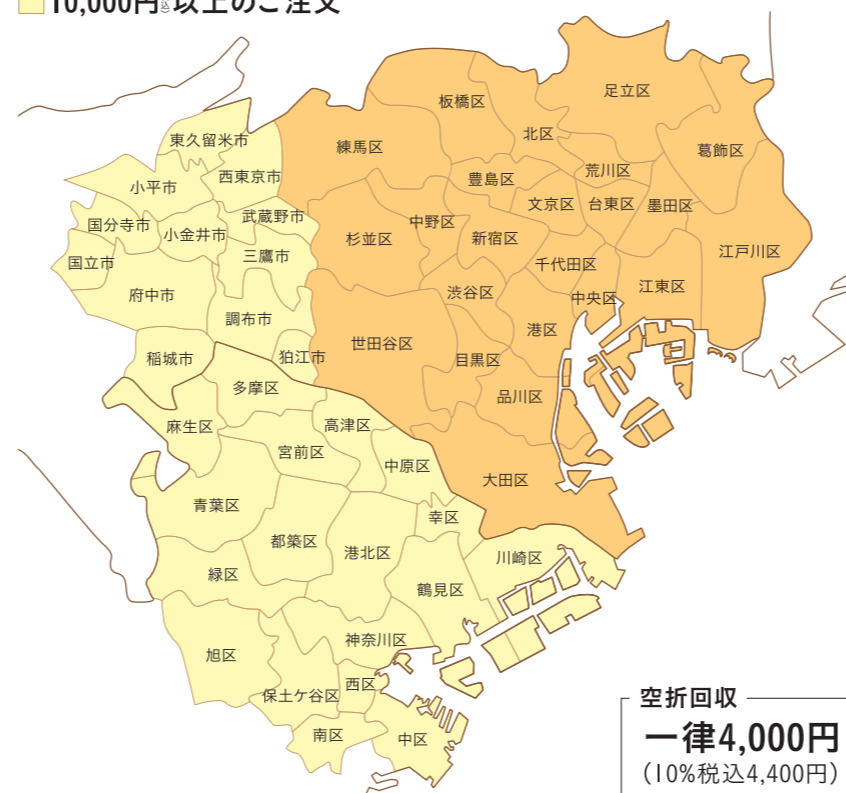 10,000円(税込)以上のご注文
足立区
板橋区
北区
東久留米市
練馬区
葛飾区
荒川区
西東京市
豊島区
小平市
文京区
台東区
墨田区
武蔵野市
中野区
国分寺市
小金井市
杉並区
新宿区
江戸川区
三鷹市
千代田区
国立市
江東区
府中市
渋谷区
中央区
調布市
港区
世田谷区
稲城市
狛江市
目黒区
多摩区
品川区
麻生区
高津区
宮前区
中原区
大田区
青葉区
幸区
都築区
港北区
川崎区
緑区
鶴見区
神奈川区
旭区
西区
保土ケ谷区
空折回収
南区
中区
一律4,000円
(10%税込4,400円)